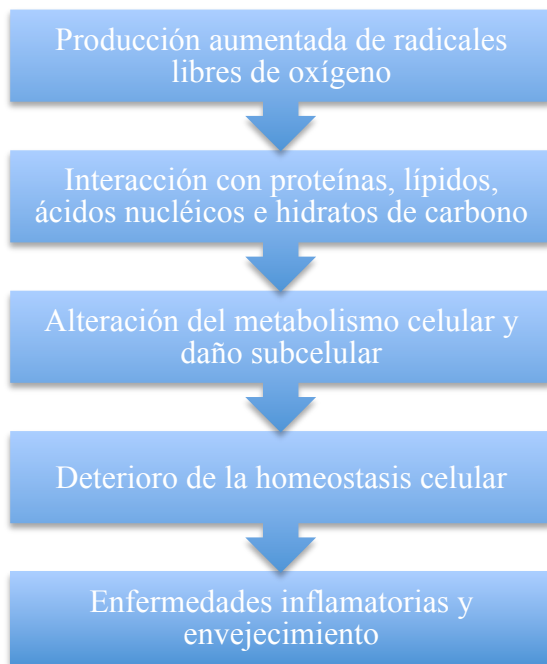 Producción aumentada de radicales
libres de oxígeno
Interacción con proteínas, lípidos,
ácidos nucléicos e hidratos de carbono
Alteración del metabolismo celular y
daño subcelular
Deterioro de la homeostasis celular
Enfermedades inflamatorias y
envejecimiento